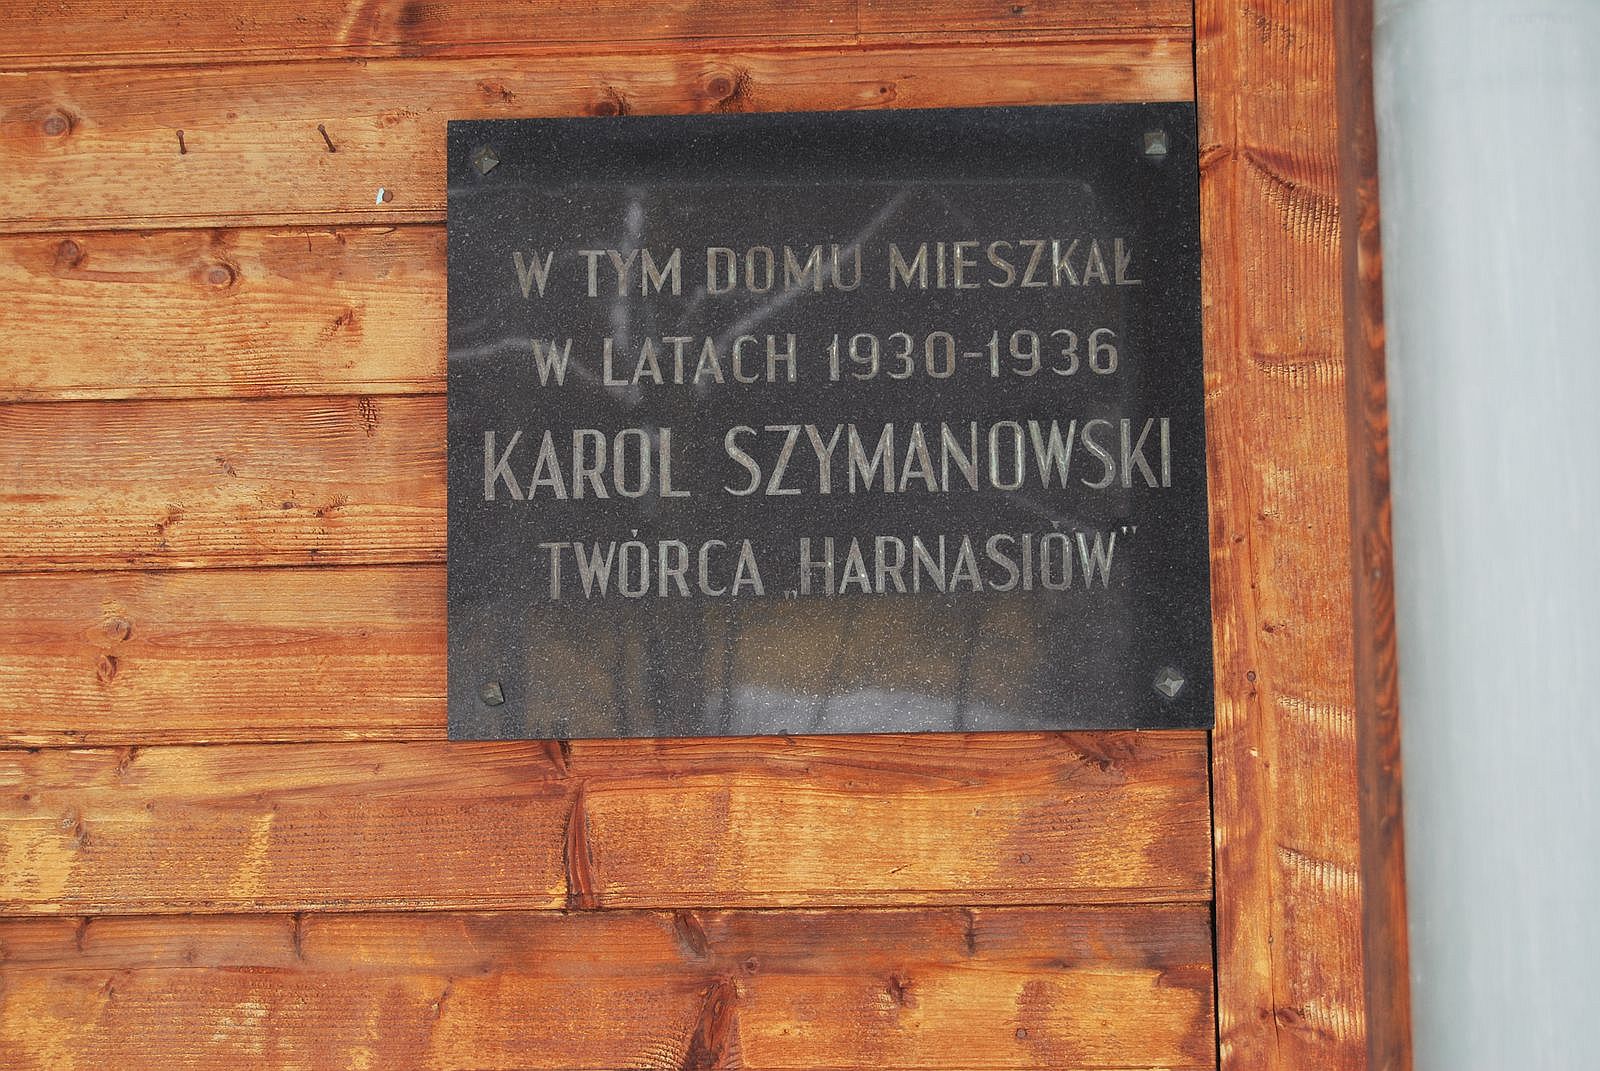 W TYM DOMU MIESZKAŁ
W LATACH 1930-1936
KAROL SZYMANOWSKI
TWÓRCA „HARNASIÓW"